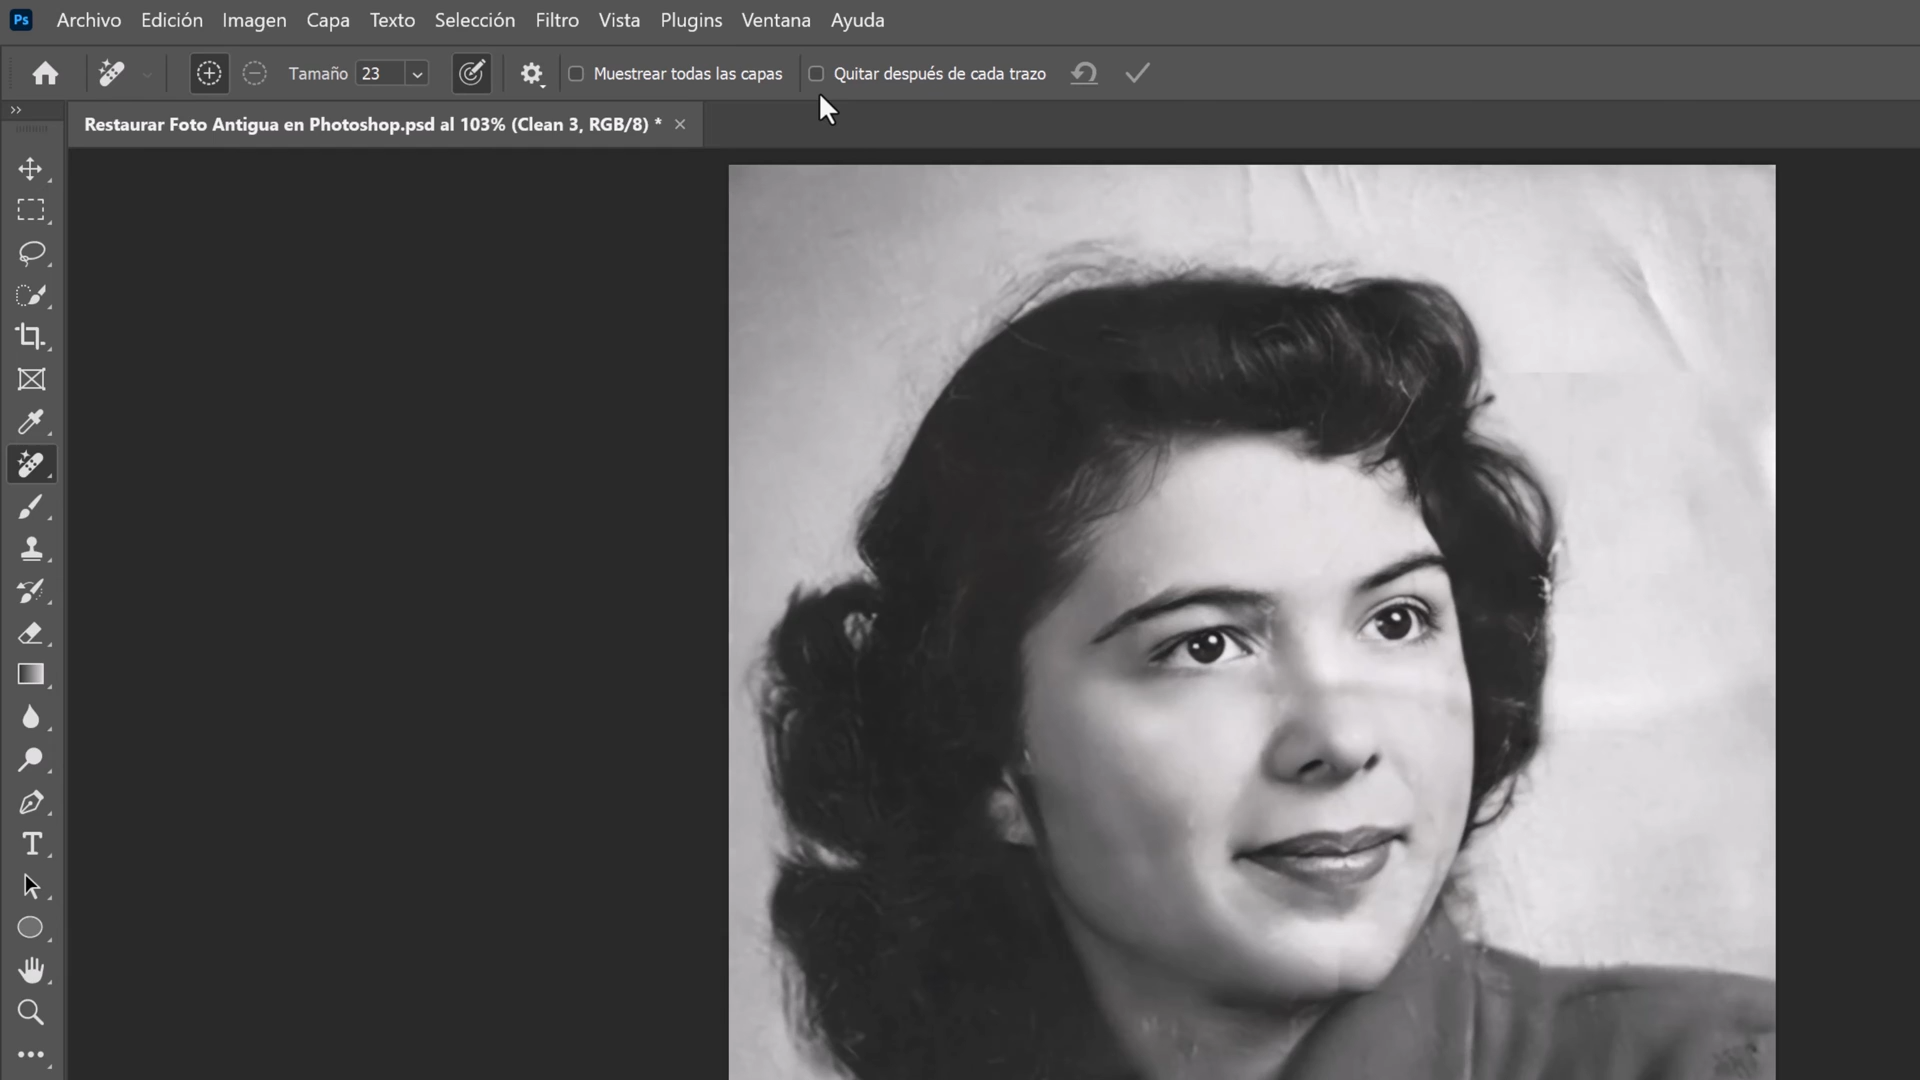 Ps Archivo Edición Imagen Capa Texto Selección Filtro Vista Plugins Ventana Ayuda
Tamaño 23 Muestrear todas las capas Quitar después de cada trazo
Restaurar Foto Antigua en Photoshop.psd al 103% (Clean 3, RGB/8) *